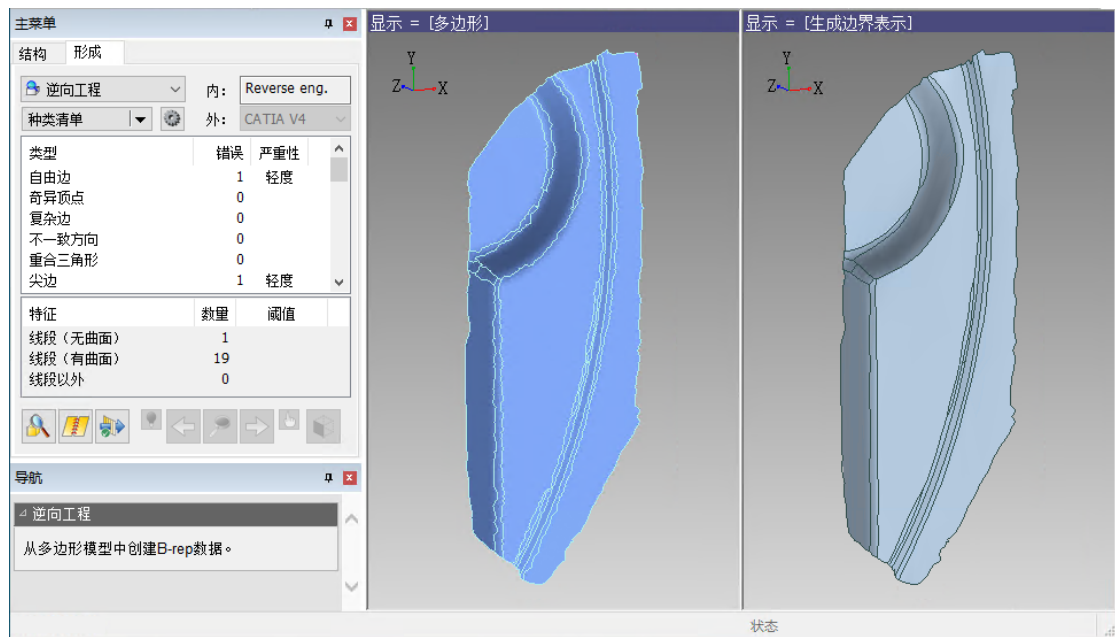 主菜单
显示 = [多边形]
显示 = [生成边界表示]
结构 形成
逆向工程 内: Reverse eng.
种类清单 外: CATIA V4
类型 错误 严重性
自由边 1 轻度
奇异顶点 0
复杂边 0
不一致方向 0
重合三角形 0
尖边 1 轻度
特征 数量 阈值
线段（无曲面） 1
线段（有曲面） 19
线段以外 0
导航
逆向工程
从多边形模型中创建B-rep数据。
Y
Z X
Y
Z X
状态